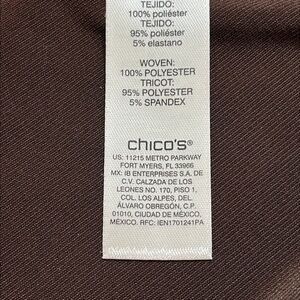 TEJIDO:
100% poliéster
TEJIDO:
95% poliéster
5% elastano
WOVEN:
100% POLYESTER
TRICOT:
95% POLYESTER
5% SPANDEX
chico's®
US: 11215 METRO PARKWAY
FORT MYERS, FL 33966
MX: IB ENTERPRISES S.A. DE
C.V. CALZADA DE LOS
LEONES NO. 170, PISO 1,
COL. LOS ALPES, DEL.
ÁLVARO OBREGÓN, C.P.
01010, CIUDAD DE MÉXICO,
MÉXICO. RFC: IEN1701241PA